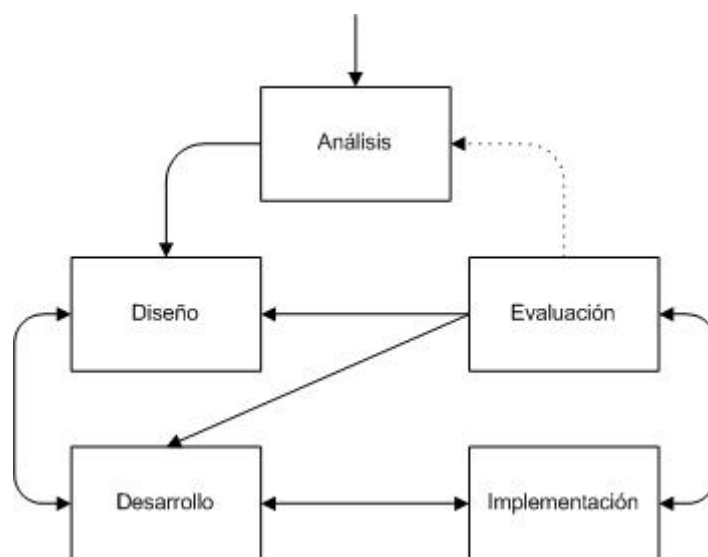 Análisis
Diseño
Evaluación
Desarrollo
Implementación